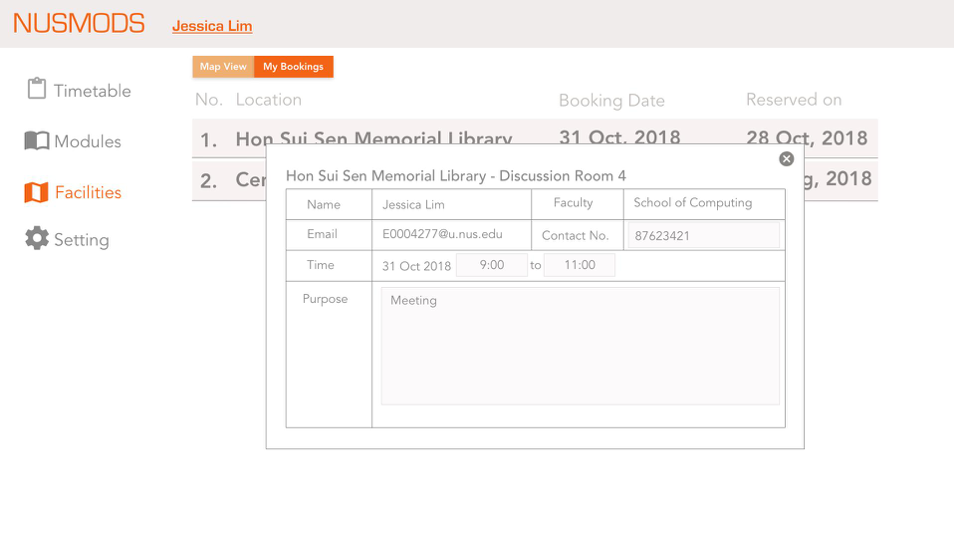 NUSMODS Jessica Lim
Map View My Bookings
Timetable
Modules
Facilities
Setting
No. Location Booking Date Reserved on
1. Hon Sui Sen Memorial Library 31 Oct, 2018 28 Oct, 2018
2. , 2018
Hon Sui Sen Memorial Library - Discussion Room 4
Name Jessica Lim Faculty School of Computing
Email E0004277@u.nus.edu Contact No. 87623421
Time 31 Oct 2018 9:00 to 11:00
Purpose Meeting